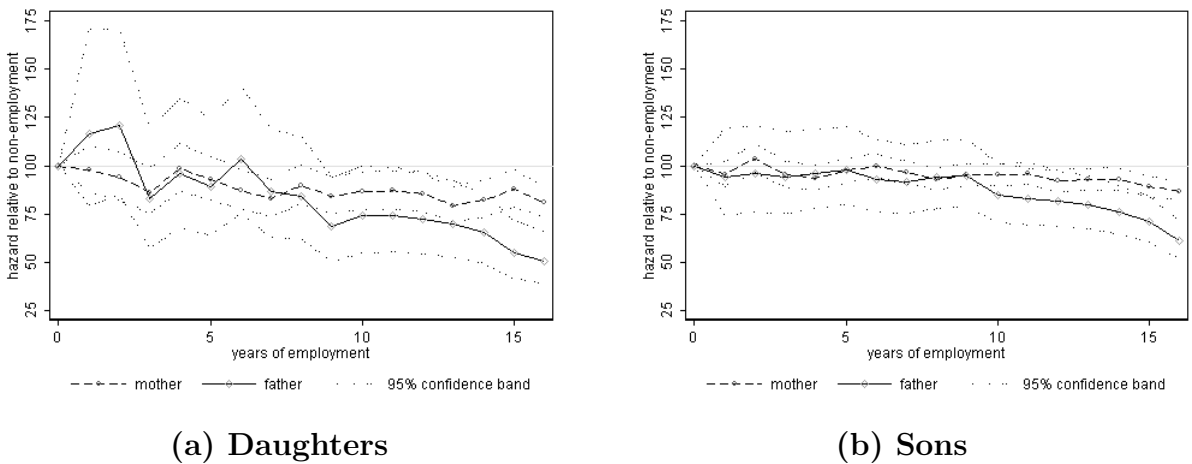 175
150
125
100
75
50
25
hazard relative to non-employment
0 5 10 15
years of employment
mother father 95% confidence band
(a) Daughters
175
150
125
100
75
50
25
hazard relative to non-employment
0 5 10 15
years of employment
mother father 95% confidence band
(b) Sons